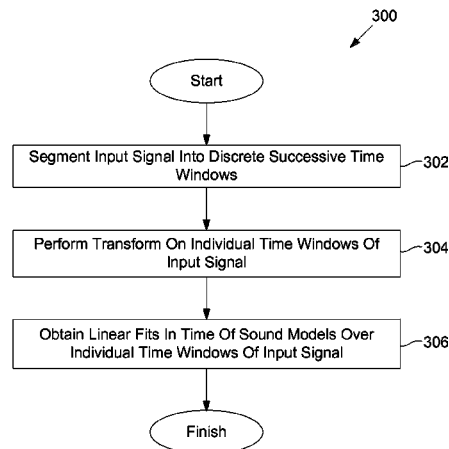 300
Start
Segment Input Signal Into Discrete Successive Time
Windows
302
Perform Transform On Individual Time Windows Of
Input Signal
304
Obtain Linear Fits In Time Of Sound Models Over
Individual Time Windows Of Input Signal
306
Finish